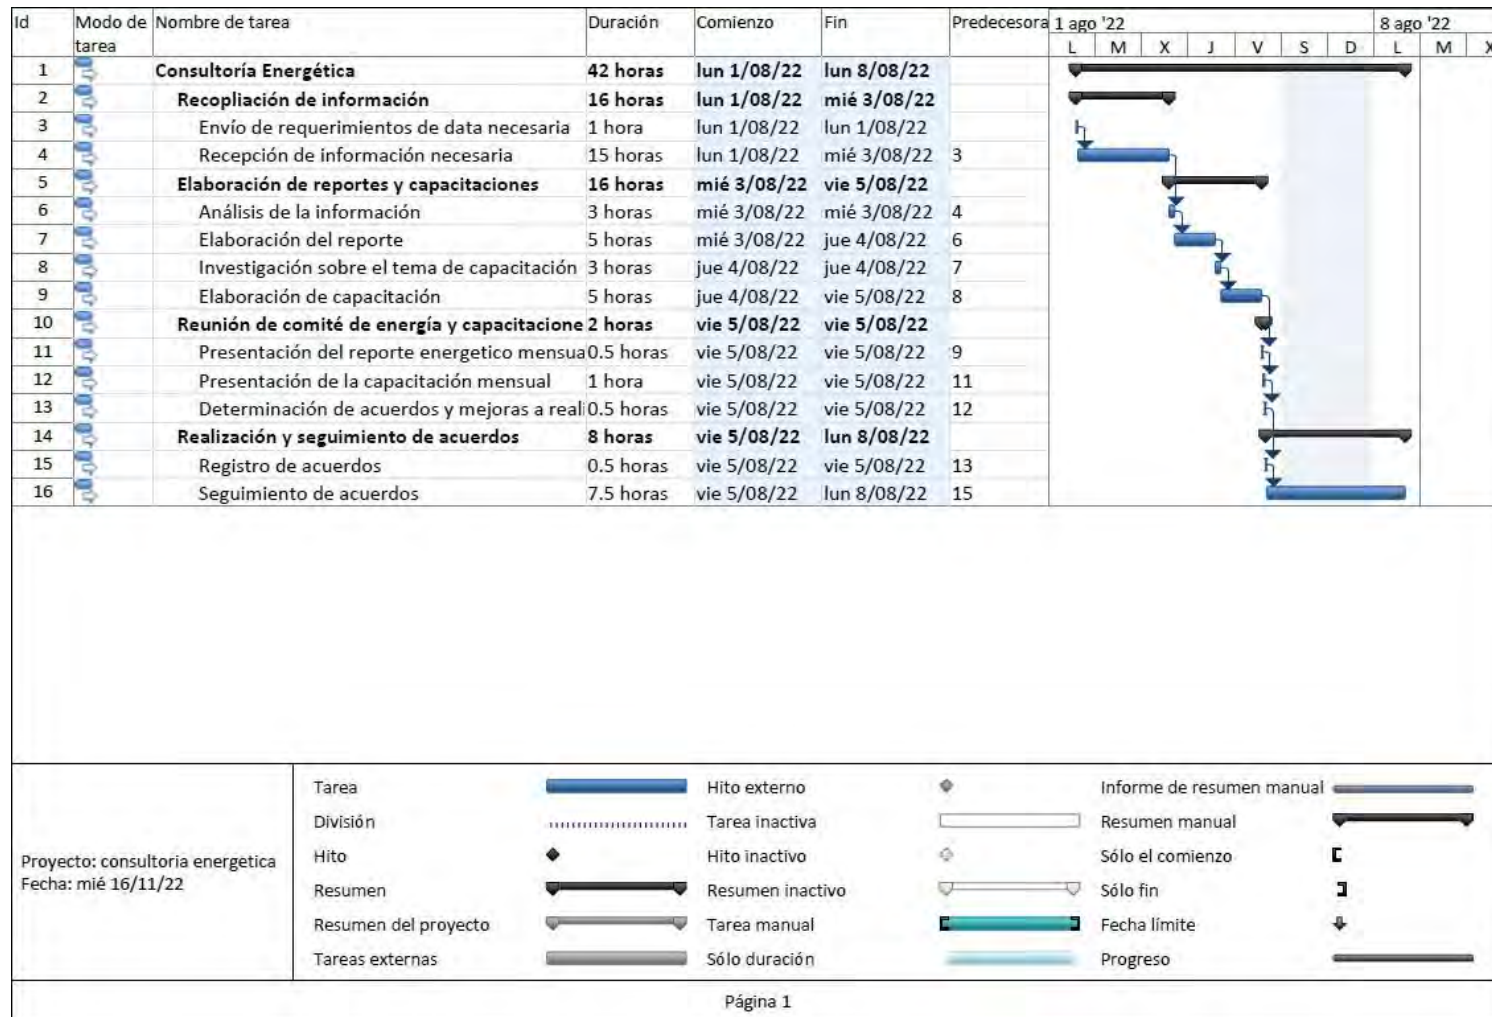 Id Modo de tarea Nombre de tarea Duración Comienzo Fin Predecesora 1 ago '22 8 ago '22
L M X J V S D L M X
1 Consultoría Energética 42 horas lun 1/08/22 lun 8/08/22
2 Recopliación de información 16 horas lun 1/08/22 mié 3/08/22
3 Envío de requerimientos de data necesaria 1 hora lun 1/08/22 lun 1/08/22
4 Recepción de información necesaria 15 horas lun 1/08/22 mié 3/08/22 3
5 Elaboración de reportes y capacitaciones 16 horas mié 3/08/22 vie 5/08/22
6 Análisis de la información 3 horas mié 3/08/22 mié 3/08/22 4
7 Elaboración del reporte 5 horas mié 3/08/22 jue 4/08/22 6
8 Investigación sobre el tema de capacitación 3 horas jue 4/08/22 jue 4/08/22 7
9 Elaboración de capacitación 5 horas jue 4/08/22 vie 5/08/22 8
10 Reunión de comité de energía y capacitacione 2 horas vie 5/08/22 vie 5/08/22
11 Presentación del reporte energetico mensua 0.5 horas vie 5/08/22 vie 5/08/22 9
12 Presentación de la capacitación mensual 1 hora vie 5/08/22 vie 5/08/22 11
13 Determinación de acuerdos y mejoras a reali 0.5 horas vie 5/08/22 vie 5/08/22 12
14 Realización y seguimiento de acuerdos 8 horas vie 5/08/22 lun 8/08/22
15 Registro de acuerdos 0.5 horas vie 5/08/22 vie 5/08/22 13
16 Seguimiento de acuerdos 7.5 horas vie 5/08/22 lun 8/08/22 15
Proyecto: consultoria energetica
Fecha: mié 16/11/22
Tarea
División
Hito
Resumen
Resumen del proyecto
Tareas externas
Hito externo
Tarea inactiva
Hito inactivo
Resumen inactivo
Tarea manual
Sólo duración
Informe de resumen manual
Resumen manual
Sólo el comienzo
Sólo fin
Fecha límite
Progreso
Página 1